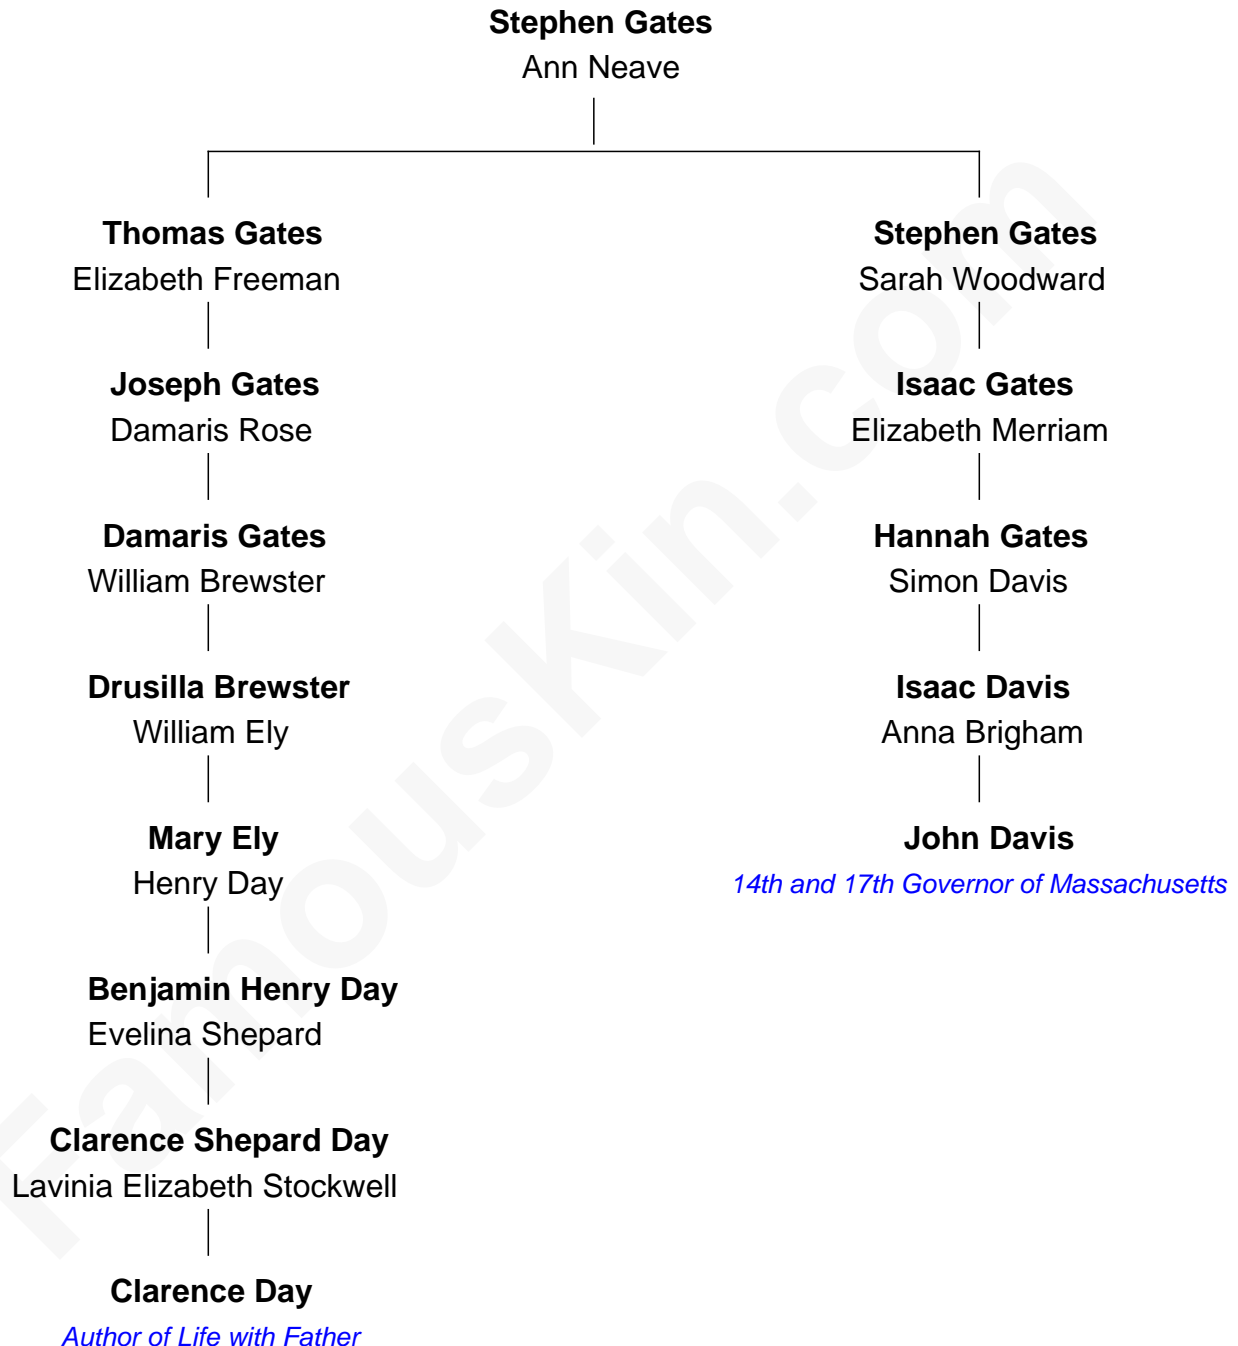 Stephen Gates
Ann Neave
Thomas Gates
Elizabeth Freeman
Joseph Gates
Damaris Rose
Damaris Gates
William Brewster
Drusilla Brewster
William Ely
Mary Ely
Henry Day
Benjamin Henry Day
Evelina Shepard
Clarence Shepard Day
Lavinia Elizabeth Stockwell
Clarence Day
Author of Life with Father
Stephen Gates
Sarah Woodward
Isaac Gates
Elizabeth Merriam
Hannah Gates
Simon Davis
Isaac Davis
Anna Brigham
John Davis
14th and 17th Governor of Massachusetts
FamousKin.com